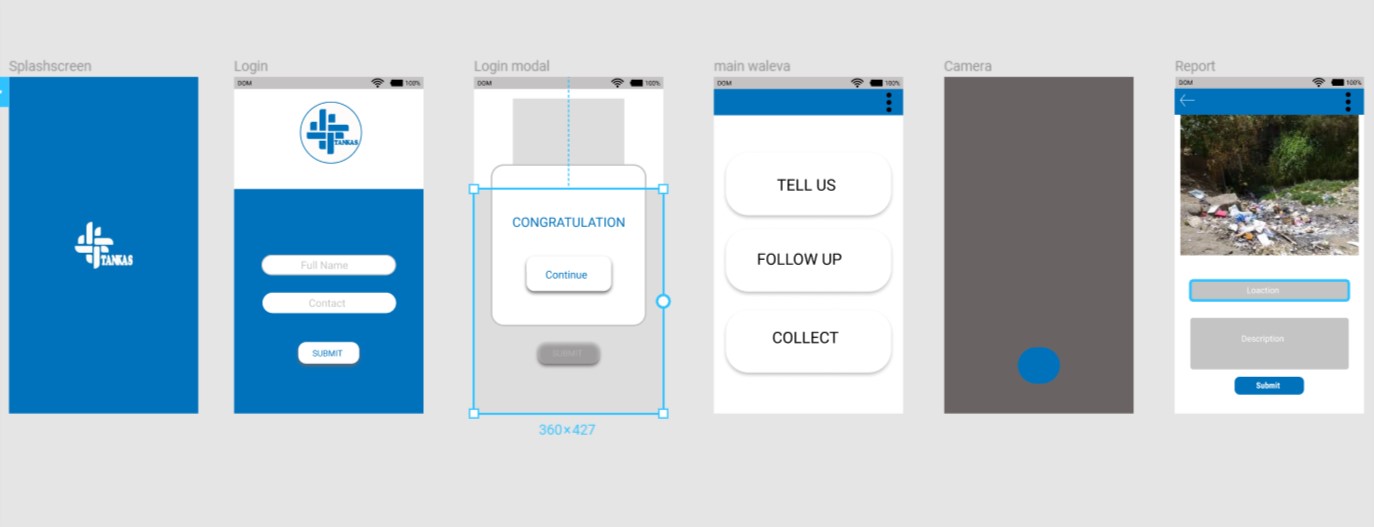 Splashscreen
TANKAS
Login
DOM 100%
TANKAS
Full Name
Contact
SUBMIT
Login modal
DOM 100%
CONGRATULATION
Continue
SUBMIT
360×427
main waleva
DOM 100%
TELL US
FOLLOW UP
COLLECT
Camera
Report
DOM 100%
Loaction
Description
Submit